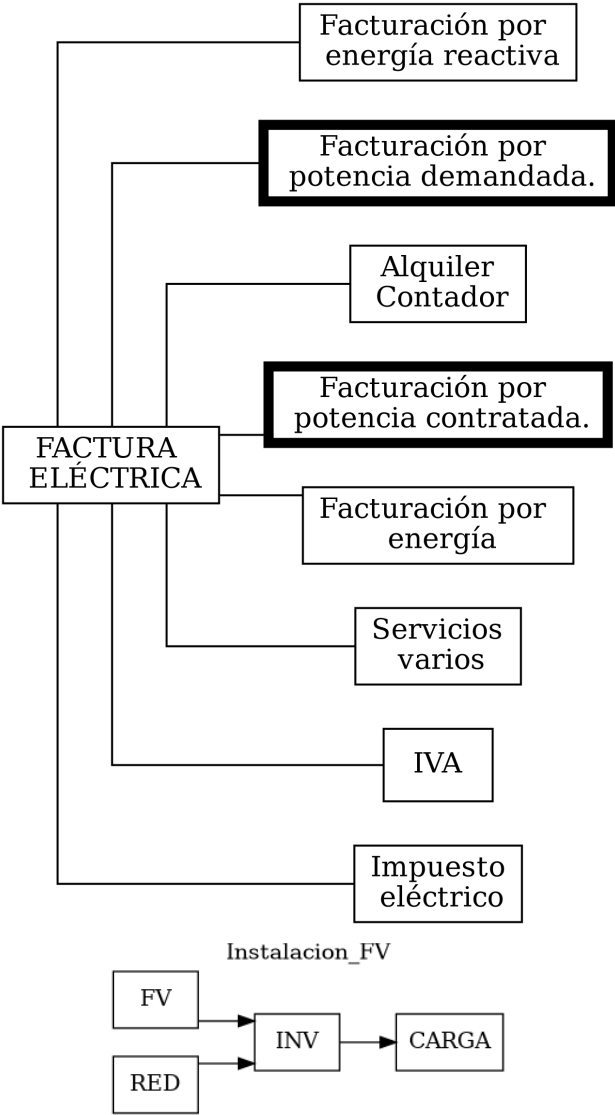 Facturación por
energía reactiva
Facturación por
potencia demandada.
Alquiler
Contador
Facturación por
potencia contratada.
FACTURA
ELÉCTRICA
Facturación por
energía
Servicios
varios
IVA
Impuesto
eléctrico
Instalacion_FV
FV
INV
CARGA
RED